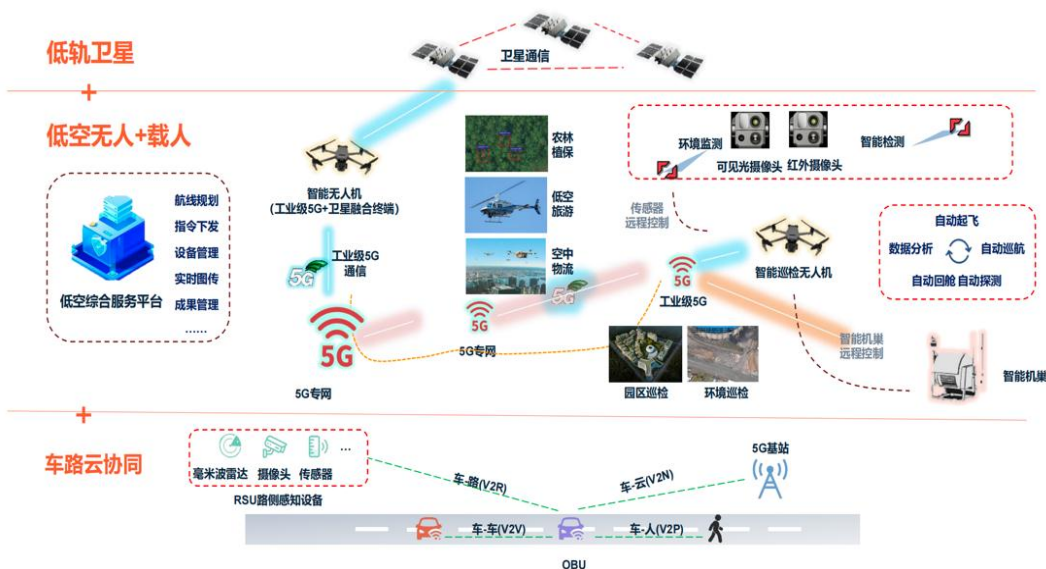 低轨卫星
卫星通信
+
低空无人+载人
航线规划
指令下发
设备管理
实时图传
成果管理
......
低空综合服务平台
智能无人机
(工业级5G+卫星融合终端)
5G
工业级5G
通信
5G
5G专网
农林
植保
低空
旅游
空中
物流
5G
5G
5G专网
环境监测
可见光摄像头
红外摄像头
智能检测
传感器
远程控制
5G
工业级5G
智能巡检无人机
自动起飞
数据分析
自动巡航
自动回舱
自动探测
园区巡检
环境巡检
智能机巢
远程控制
智能机巢
+
车路云协同
毫米波雷达
摄像头
传感器
...
RSU路侧感知设备
车-路(V2R)
车-云(V2N)
5G基站
车-车(V2V)
车-人(V2P)
OBU